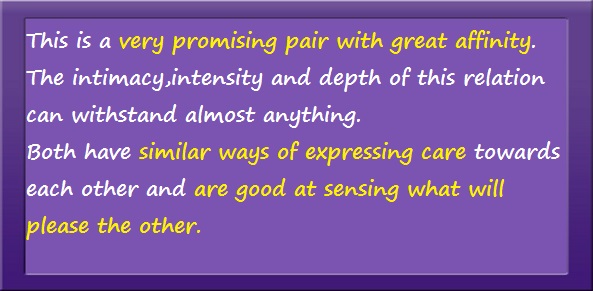 This is a very promising pair with great affinity.
The intimacy,intensity and depth of this relation
can withstand almost anything.
Both have similar ways of expressing care towards
each other and are good at sensing what will
please the other.